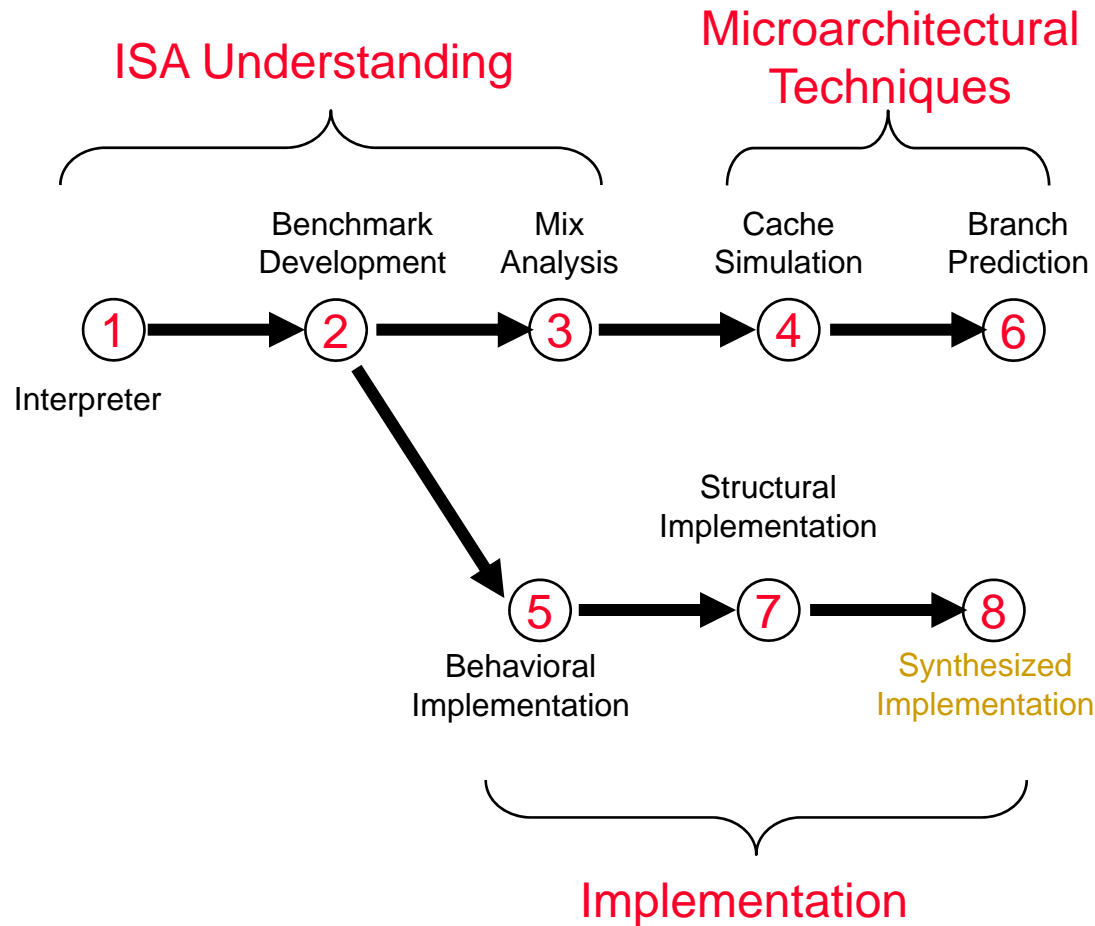 ISA Understanding
Microarchitectural
Techniques
Benchmark
Development
Mix
Analysis
Cache
Simulation
Branch
Prediction
1
2
3
4
6
Interpreter
Structural
Implementation
5
7
8
Behavioral
Implementation
Synthesized
Implementation
Implementation